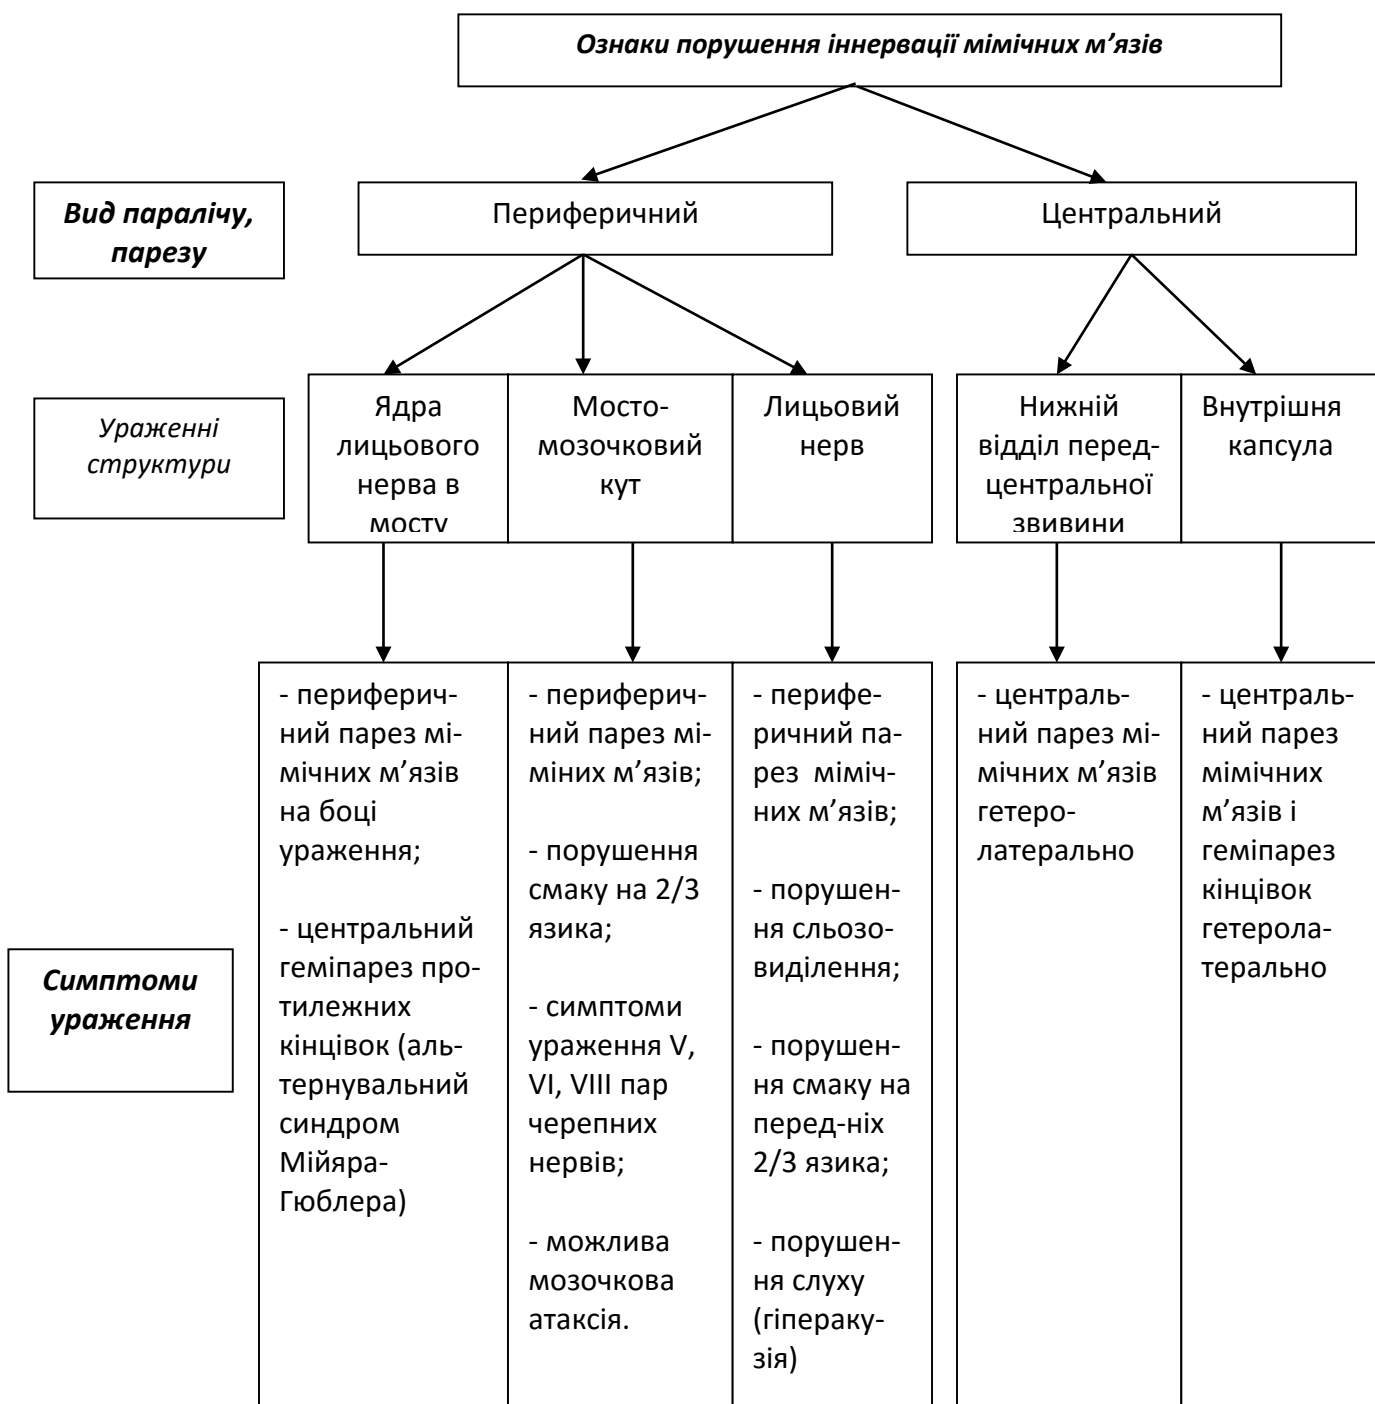 Ознаки порушення іннервації мімічних м’язів
Вид паралічу,
парезу
Периферичний
Центральний
Ураженні
структури
Ядра
лицьового
нерва в
мосту
Мосто-
мозочковий
кут
Лицьовий
нерв
Нижній
відділ перед-
центральної
звивини
Внутрішня
капсула
Симптоми
ураження
- периферич-
ний парез мі-
мічних м’язів
на боці
ураження;
- центральний
геміпарез про-
тилежних
кінцівок (аль-
тернувальний
синдром
Мійяра-
Гюблера)
- периферич-
ний парез мі-
міних м’язів;
- порушення
смаку на 2/3
язика;
- симптоми
ураження V,
VI, VIII пар
черепних
нервів;
- можлива
мозочкова
атаксія.
- перифе-
ричний па-
рез міміч-
них м’язів;
- порушен-
ня сльозо-
виділення;
- порушен-
ня смаку на
перед-ніх
2/3 язика;
- порушен-
ня слуху
(гіпераку-
зія)
- централь-
ний парез мі-
мічних м’язів
гетеро-
латерально
- централь-
ний парез
мімічних
м’язів і
геміпарез
кінцівок
гетерола-
терально